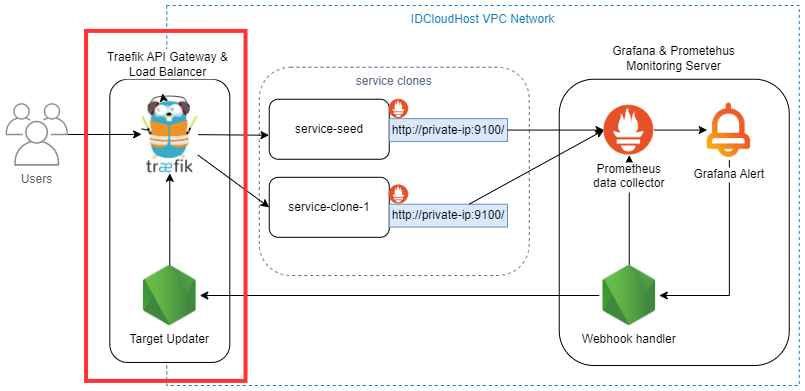 IDCloudHost VPC Network
Traefik API Gateway &
Load Balancer
Grafana & Prometehus
Monitoring Server
service clones
service-seed
http://private-ip:9100/
træfik
Users
Prometheus
data collector
Grafana Alert
service-clone-1
http://private-ip:9100/
Target Updater
Webhook handler